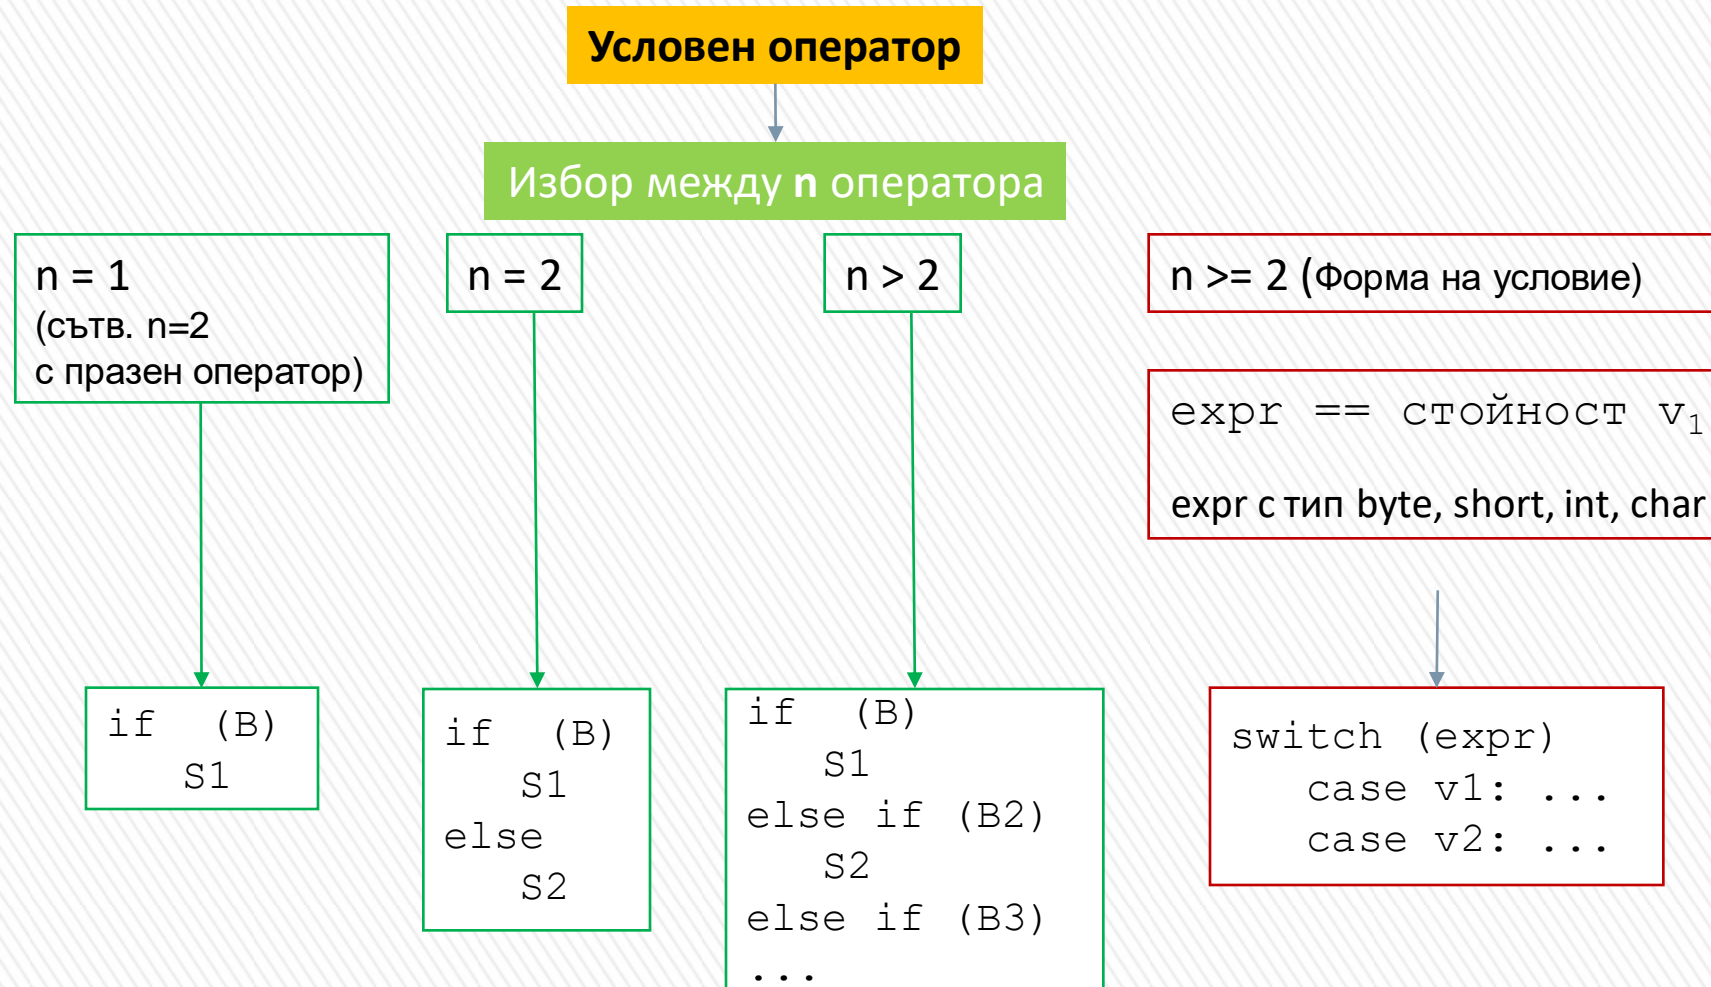 Условен оператор
Избор между n оператора
n = 1
(сътв. n=2
с празен оператор)
n = 2
n > 2
n >= 2 (Форма на условие)
expr == стойност v1
expr с тип byte, short, int, char
if (B)
S1
if (B)
S1
else
S2
if (B)
S1
else if (B2)
S2
else if (B3)
...
switch (expr)
case v1: ...
case v2: ...